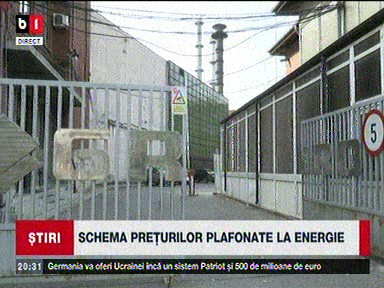 B1
DIRECT
5
ȘTIRI
SCHEMA PREȚURILOR PLAFONATE LA ENERGIE
20:31 Germania va oferi Ucrainei încă un sistem Patriot și 500 de milioane de euro